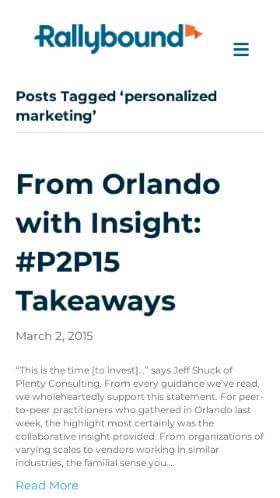 Rallybound
Posts Tagged ‘personalized
marketing’
From Orlando
with Insight:
#P2P15
Takeaways
March 2, 2015
“This is the time [to invest]…” says Jeff Shuck of
Plenty Consulting. From every guidance we’ve read,
we wholeheartedly support this statement. For peer-
to-peer practitioners who gathered in Orlando last
week, the highlight most certainly was the
collaborative insight provided. From organizations of
varying scales to vendors working in similar
industries, the familial sense you…
Read More